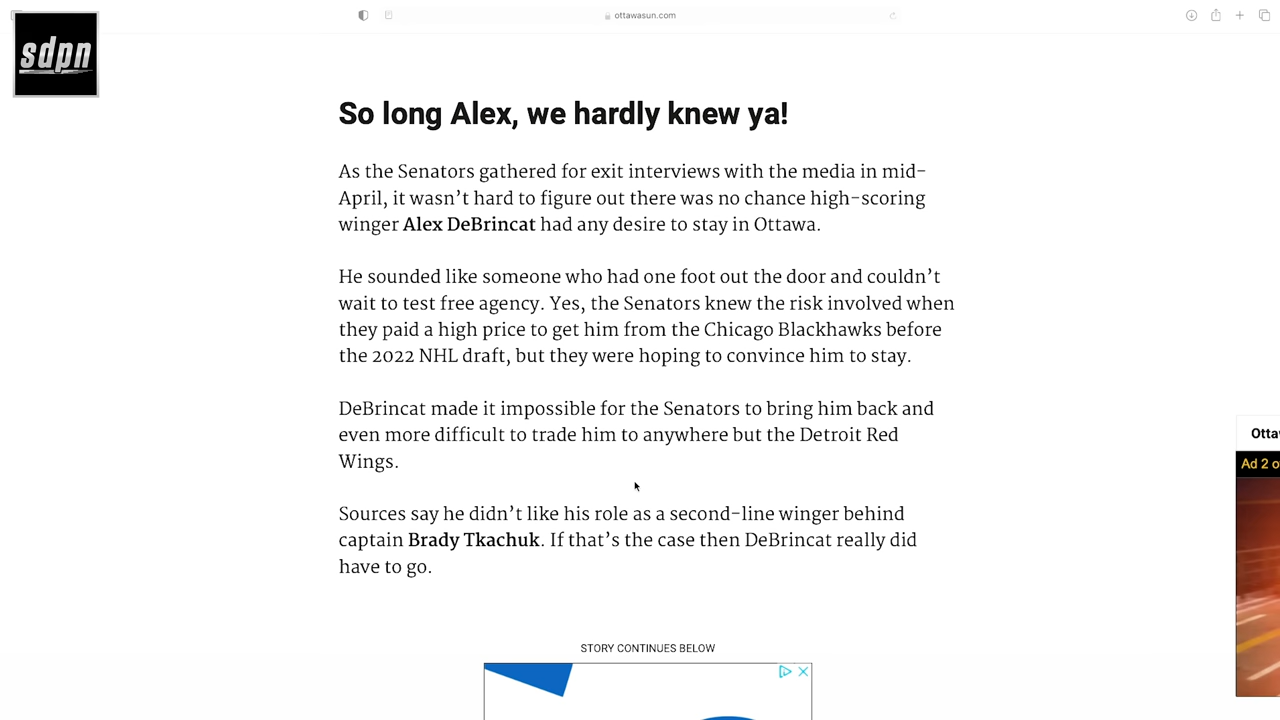 ottawasun.com
sdpn
So long Alex, we hardly knew ya!
As the Senators gathered for exit interviews with the media in mid-
April, it wasn’t hard to figure out there was no chance high-scoring
winger Alex DeBrincat had any desire to stay in Ottawa.
He sounded like someone who had one foot out the door and couldn’t
wait to test free agency. Yes, the Senators knew the risk involved when
they paid a high price to get him from the Chicago Blackhawks before
the 2022 NHL draft, but they were hoping to convince him to stay.
DeBrincat made it impossible for the Senators to bring him back and
even more difficult to trade him to anywhere but the Detroit Red
Wings.
Sources say he didn’t like his role as a second-line winger behind
captain Brady Tkachuk. If that’s the case then DeBrincat really did
have to go.
STORY CONTINUES BELOW
Otta
Ad 2 o